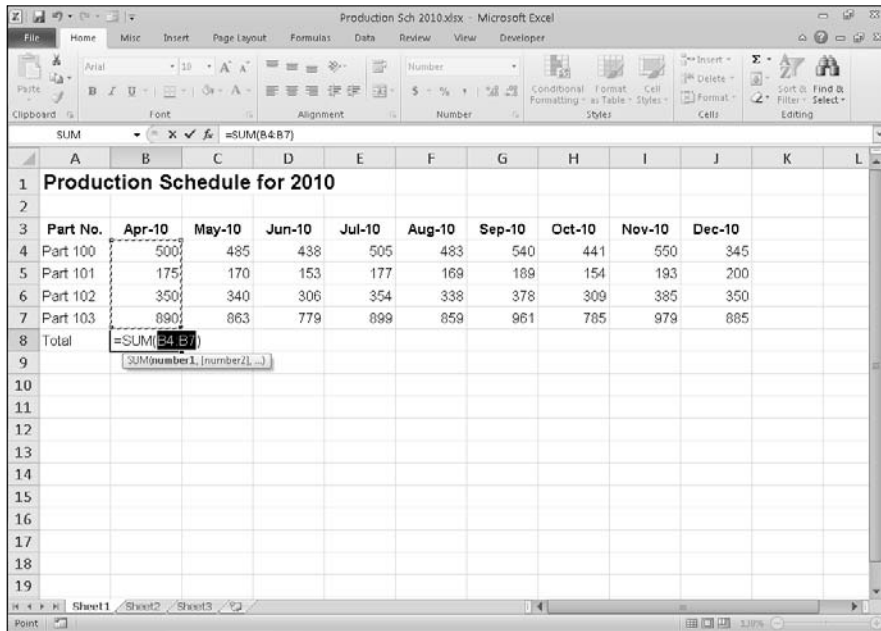 Production Sch 2010.xlsx - Microsoft Excel
File Home Misc Insert Page Layout Formulas Data Review View Developer
Paste Arial 10 A A Number Conditional Formatting Format as Table Cell Styles Insert Delete Format Σ Sort & Filter Find & Select
B I U A $ % ,
Clipboard Font Alignment Number Styles Cells Editing
SUM fx =SUM(B4:B7)
A B C D E F G H I J K L
1 Production Schedule for 2010
2
3 Part No. Apr-10 May-10 Jun-10 Jul-10 Aug-10 Sep-10 Oct-10 Nov-10 Dec-10
4 Part 100 500 485 438 505 483 540 441 550 345
5 Part 101 175 170 153 177 169 189 154 193 200
6 Part 102 350 340 306 354 338 378 309 385 350
7 Part 103 890 863 779 899 859 961 785 979 885
8 Total =SUM(B4:B7)
9 SUM(number1, [number2], ...)
10
11
12
13
14
15
16
17
18
19
Sheet1 Sheet2 Sheet3
Point 130%